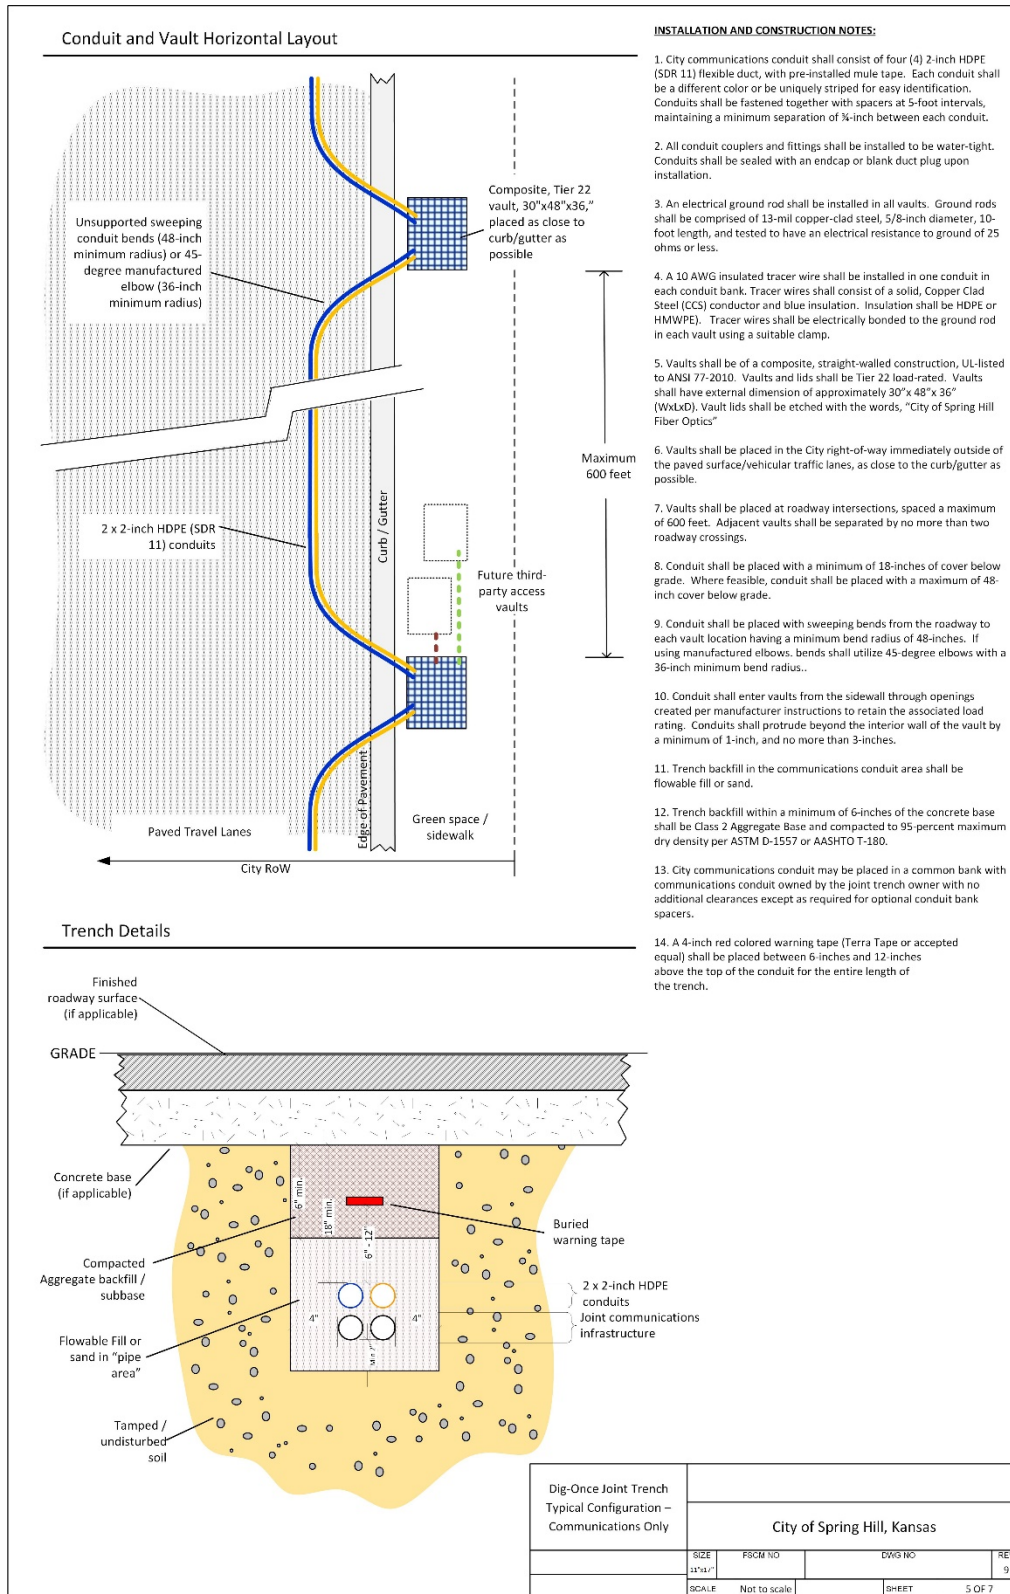 Conduit and Vault Horizontal Layout
Unsupported sweeping
conduit bends (48-inch
minimum radius) or 45-
degree manufactured
elbow (36-inch
minimum radius)
Composite, Tier 22
vault, 30"x48"x36,"
placed as close to
curb/gutter as
possible
Maximum
600 feet
2 x 2-inch HDPE (SDR
11) conduits
Curb / Gutter
Future third-
party access
vaults
Edge of Pavement
Paved Travel Lanes
Green space /
sidewalk
City RoW
INSTALLATION AND CONSTRUCTION NOTES:
1. City communications conduit shall consist of four (4) 2-inch HDPE
(SDR 11) flexible duct, with pre-installed mule tape. Each conduit shall
be a different color or be uniquely striped for easy identification.
Conduits shall be fastened together with spacers at 5-foot intervals,
maintaining a minimum separation of ¾-inch between each conduit.
2. All conduit couplers and fittings shall be installed to be water-tight.
Conduits shall be sealed with an endcap or blank duct plug upon
installation.
3. An electrical ground rod shall be installed in all vaults. Ground rods
shall be comprised of 13-mil copper-clad steel, 5/8-inch diameter, 10-
foot length, and tested to have an electrical resistance to ground of 25
ohms or less.
4. A 10 AWG insulated tracer wire shall be installed in one conduit in
each conduit bank. Tracer wires shall consist of a solid, Copper Clad
Steel (CCS) conductor and blue insulation. Insulation shall be HDPE or
HMWPE). Tracer wires shall be electrically bonded to the ground rod
in each vault using a suitable clamp.
5. Vaults shall be of a composite, straight-walled construction, UL-listed
to ANSI 77-2010. Vaults and lids shall be Tier 22 load-rated. Vaults
shall have external dimension of approximately 30"x 48"x 36"
(WxLxD). Vault lids shall be etched with the words, "City of Spring Hill
Fiber Optics"
6. Vaults shall be placed in the City right-of-way immediately outside of
the paved surface/vehicular traffic lanes, as close to the curb/gutter as
possible.
7. Vaults shall be placed at roadway intersections, spaced a maximum
of 600 feet. Adjacent vaults shall be separated by no more than two
roadway crossings.
8. Conduit shall be placed with a minimum of 18-inches of cover below
grade. Where feasible, conduit shall be placed with a maximum of 48-
inch cover below grade.
9. Conduit shall be placed with sweeping bends from the roadway to
each vault location having a minimum bend radius of 48-inches. If
using manufactured elbows. bends shall utilize 45-degree elbows with a
36-inch minimum bend radius..
10. Conduit shall enter vaults from the sidewall through openings
created per manufacturer instructions to retain the associated load
rating. Conduits shall protrude beyond the interior wall of the vault by
a minimum of 1-inch, and no more than 3-inches.
11. Trench backfill in the communications conduit area shall be
flowable fill or sand.
12. Trench backfill within a minimum of 6-inches of the concrete base
shall be Class 2 Aggregate Base and compacted to 95-percent maximum
dry density per ASTM D-1557 or AASHTO T-180.
13. City communications conduit may be placed in a common bank with
communications conduit owned by the joint trench owner with no
additional clearances except as required for optional conduit bank
spacers.
14. A 4-inch red colored warning tape (Terra Tape or accepted
equal) shall be placed between 6-inches and 12-inches
above the top of the conduit for the entire length of
the trench.
Trench Details
Finished
roadway surface
(if applicable)
GRADE
Concrete base
(if applicable)
6" min.
18" min.
6" - 12"
Buried
warning tape
Compacted
Aggregate backfill /
subbase
2 x 2-inch HDPE
conduits
Joint communications
infrastructure
4"
4"
Flowable Fill or
sand in "pipe
area"
Tamped /
undisturbed
soil
Dig-Once Joint Trench
Typical Configuration –
Communications Only
City of Spring Hill, Kansas
SIZE
FSCM NO
DWG NO
RE
11"x17"
9
SCALE
Not to scale
SHEET
5 OF 7